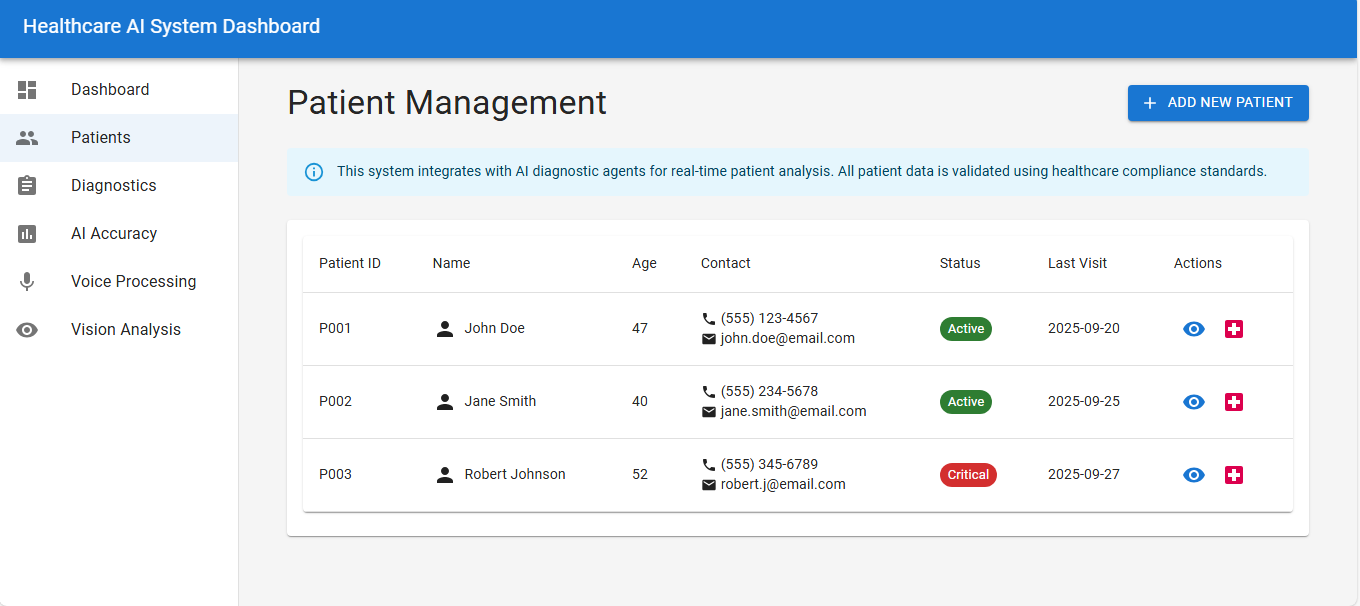 Healthcare AI System Dashboard
Dashboard
Patients
Diagnostics
AI Accuracy
Voice Processing
Vision Analysis
Patient Management
+ ADD NEW PATIENT
This system integrates with AI diagnostic agents for real-time patient analysis. All patient data is validated using healthcare compliance standards.
Patient ID Name Age Contact Status Last Visit Actions
P001 John Doe 47 (555) 123-4567 Active 2025-09-20
john.doe@email.com
P002 Jane Smith 40 (555) 234-5678 Active 2025-09-25
jane.smith@email.com
P003 Robert Johnson 52 (555) 345-6789 Critical 2025-09-27
robert.j@email.com